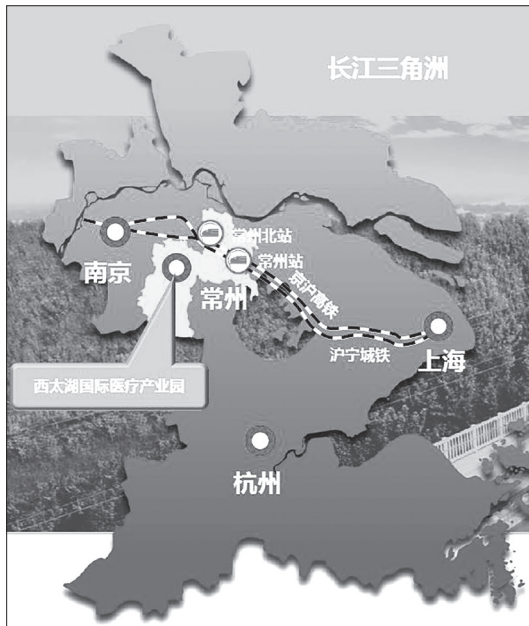 长江三角洲
常州北站
南京
常州站
常州
京沪高铁
沪宁城铁
上海
西太湖国际医疗产业园
杭州